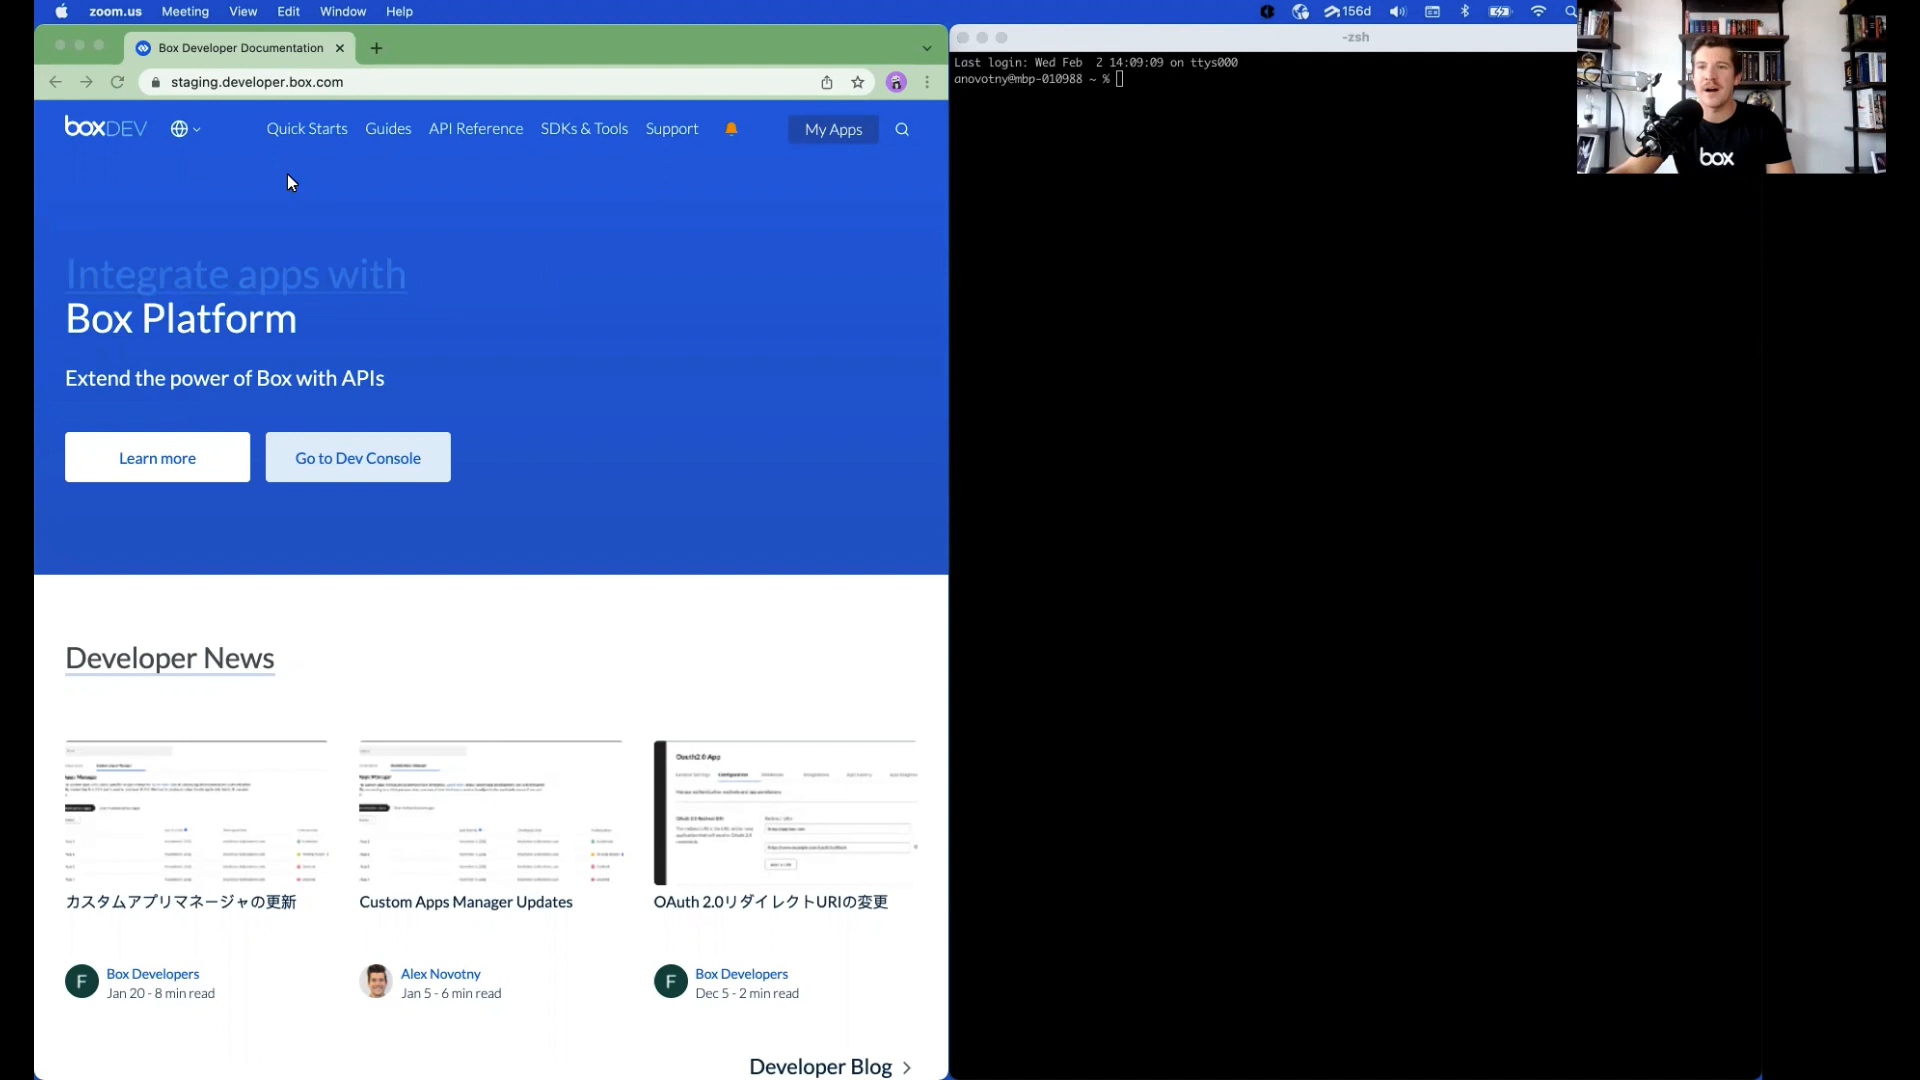 zoom.us Meeting View Edit Window Help
156d
Box Developer Documentation
staging.developer.box.com
-zsh
Last login: Wed Feb  2 14:09:09 on ttys000
anovotny@mbp-010988 ~ %
box
boxDEV
Quick Starts Guides API Reference SDKs & Tools Support My Apps
Integrate apps with
Box Platform
Extend the power of Box with APIs
Learn more
Go to Dev Console
Developer News
OAuth2.0 App
カスタムアプリマネージャの更新
Custom Apps Manager Updates
OAuth 2.0リダイレクトURIの変更
F
Box Developers
Jan 20 - 8 min read
Alex Novotny
Jan 5 - 6 min read
F
Box Developers
Dec 5 - 2 min read
Developer Blog